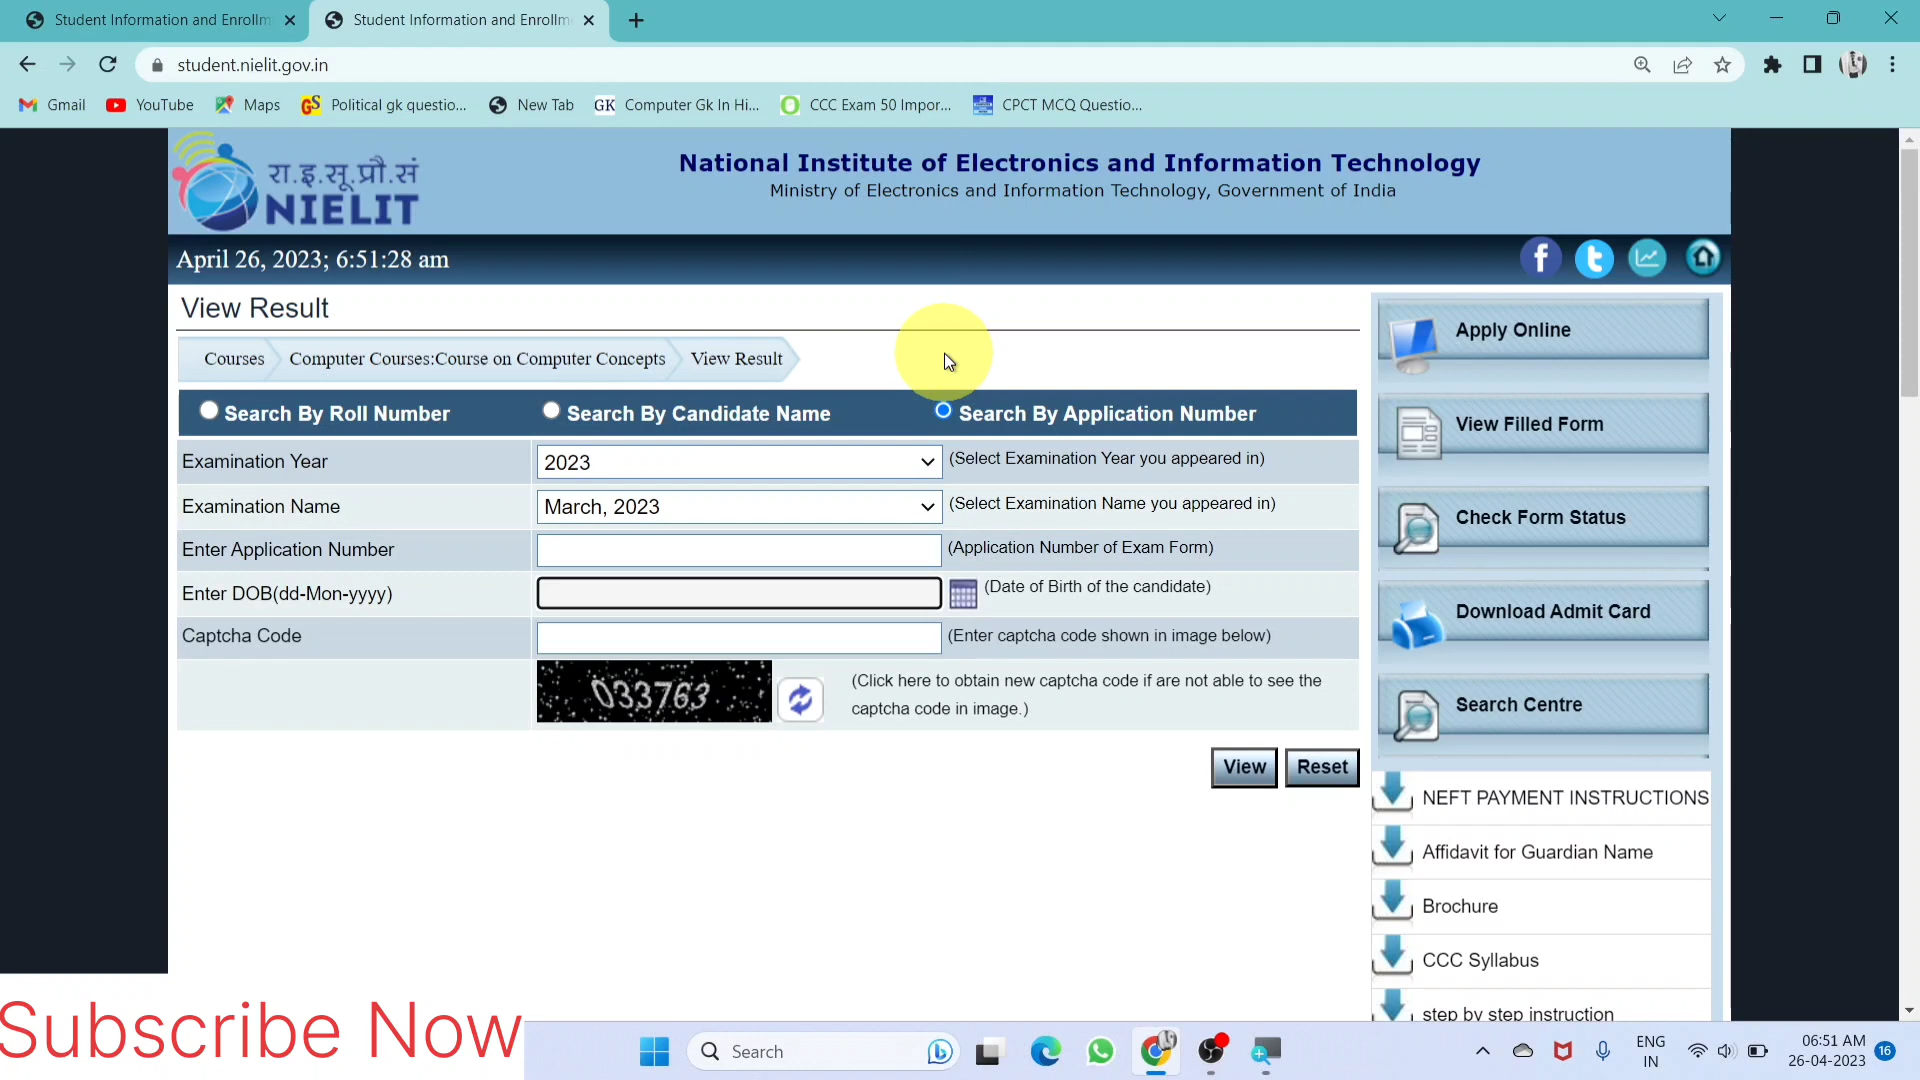 Student Information and Enrollm
Student Information and Enrollm
student.nielit.gov.in
Gmail
YouTube
Maps
GS
Political gk questio...
New Tab
GK
Computer Gk In Hi...
CCC Exam 50 Impor...
CPCT MCQ Questio...
रा.इ.सू.प्रौ.सं
NIELIT
National Institute of Electronics and Information Technology
Ministry of Electronics and Information Technology, Government of India
April 26, 2023; 6:51:28 am
View Result
Courses
Computer Courses:Course on Computer Concepts
View Result
Search By Roll Number
Search By Candidate Name
Search By Application Number
Examination Year
2023
(Select Examination Year you appeared in)
Examination Name
March, 2023
(Select Examination Name you appeared in)
Enter Application Number
(Application Number of Exam Form)
Enter DOB(dd-Mon-yyyy)
(Date of Birth of the candidate)
Captcha Code
(Enter captcha code shown in image below)
033763
(Click here to obtain new captcha code if are not able to see the
captcha code in image.)
View
Reset
Apply Online
View Filled Form
Check Form Status
Download Admit Card
Search Centre
NEFT PAYMENT INSTRUCTIONS
Affidavit for Guardian Name
Brochure
CCC Syllabus
step by step instruction
Subscribe Now
Search
ENG
IN
06:51 AM
26-04-2023
16